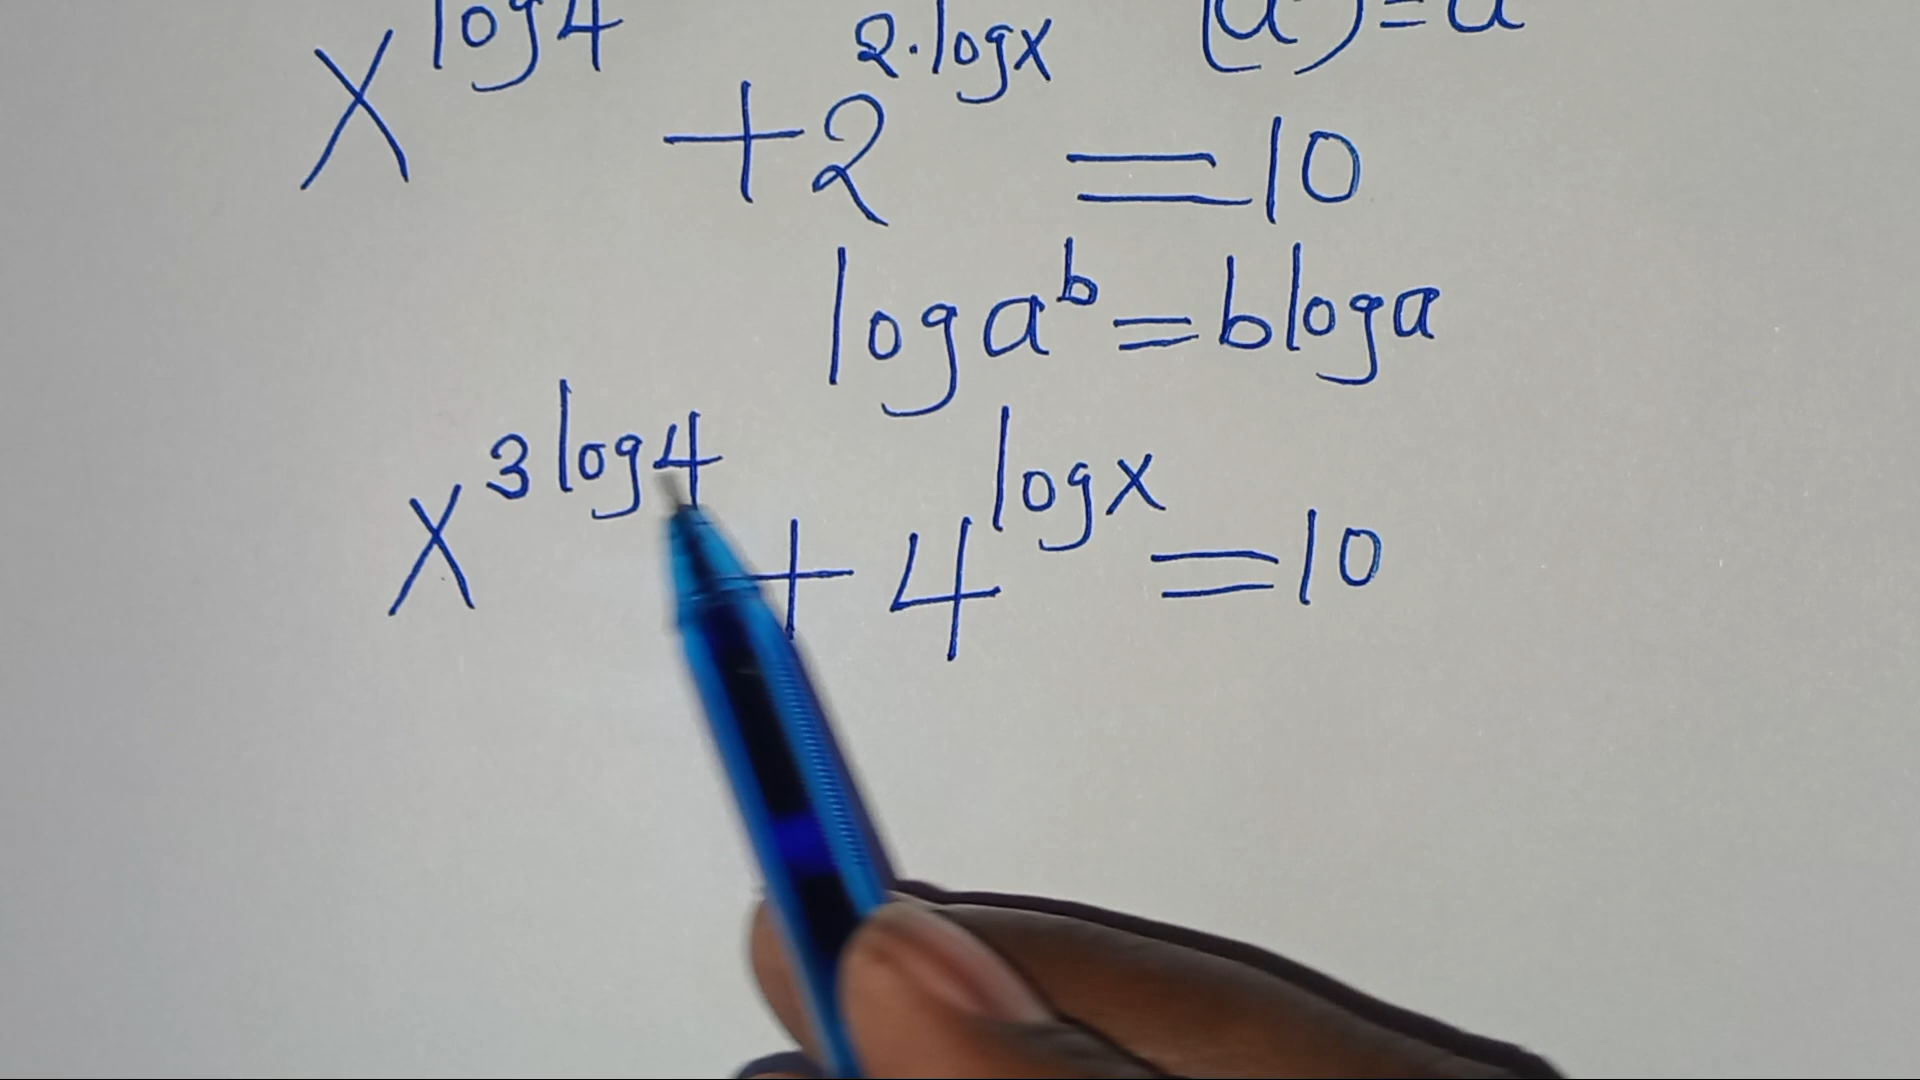 x^log4 + 2^2·logx = 10 (a )=a
log a^b = b log a
x^3log4 + 4^logx = 10